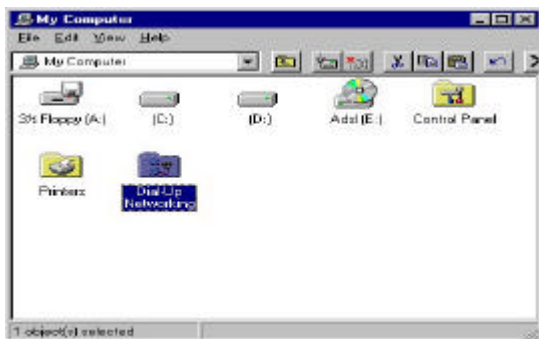 My Computer
File Edit View Help
My Computer
3½ Floppy (A:) (C:) (D:) Adsl (E:) Control Panel
Printers Dial-Up
Networking
1 object(s) selected